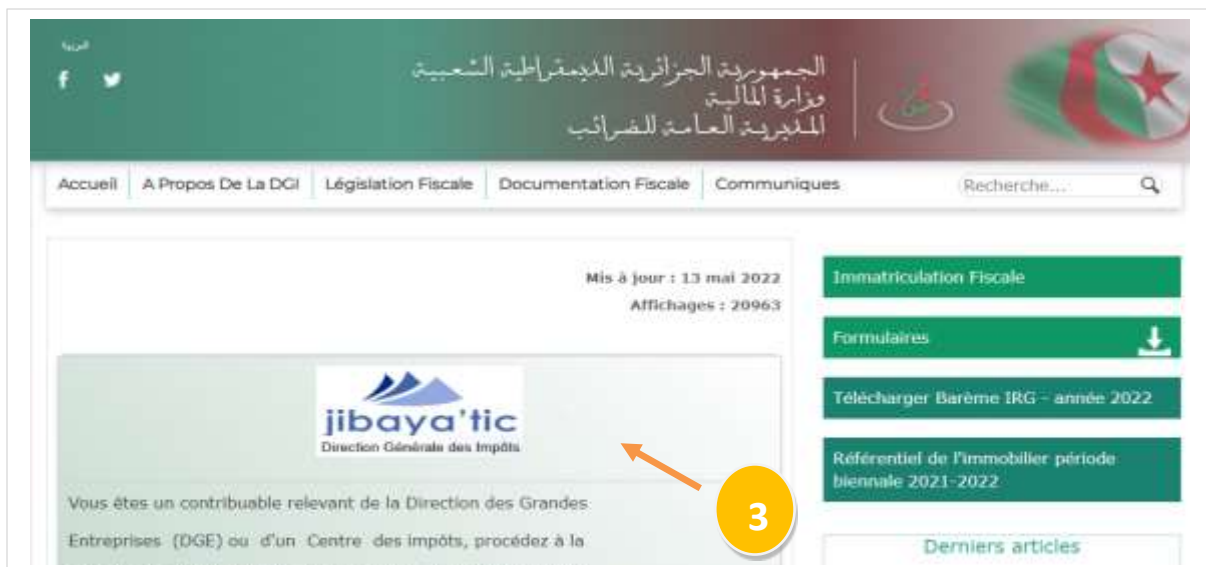 العربية
الجمهورية الجزائرية الديمقراطية الشعبية
وزارة المالية
المديرية العامة للضرائب
Accueil
A Propos De La DGI
Législation Fiscale
Documentation Fiscale
Communiques
Recherche...
Mis à jour : 13 mai 2022
Affichages : 20963
jibaya'tic
Direction Générale des Impôts
Vous êtes un contribuable relevant de la Direction des Grandes
Entreprises (DGE) ou d'un Centre des impôts, procédez à la
3
Immatriculation Fiscale
Formulaires
Télécharger Barème IRG - année 2022
Référentiel de l'immobilier période
biennale 2021-2022
Derniers articles